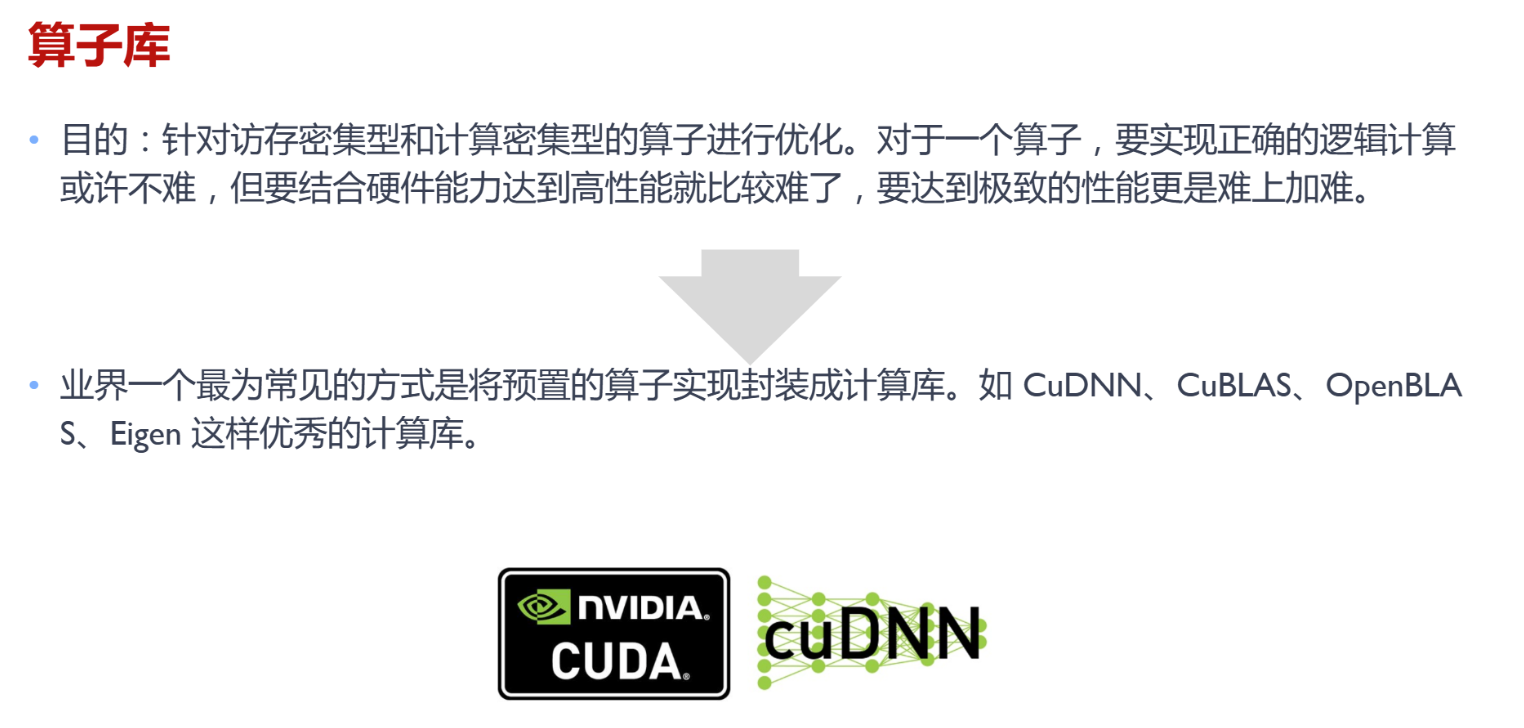 算子库
• 目的：针对访存密集型和计算密集型的算子进行优化。对于一个算子，要实现正确的逻辑计算
或许不难，但要结合硬件能力达到高性能就比较难了，要达到极致的性能更是难上加难。
• 业界一个最为常见的方式是将预置的算子实现封装成计算库。如 CuDNN、CuBLAS、OpenBLA
S、Eigen 这样优秀的计算库。
nVIDIA®
CUDA®
cuDNN